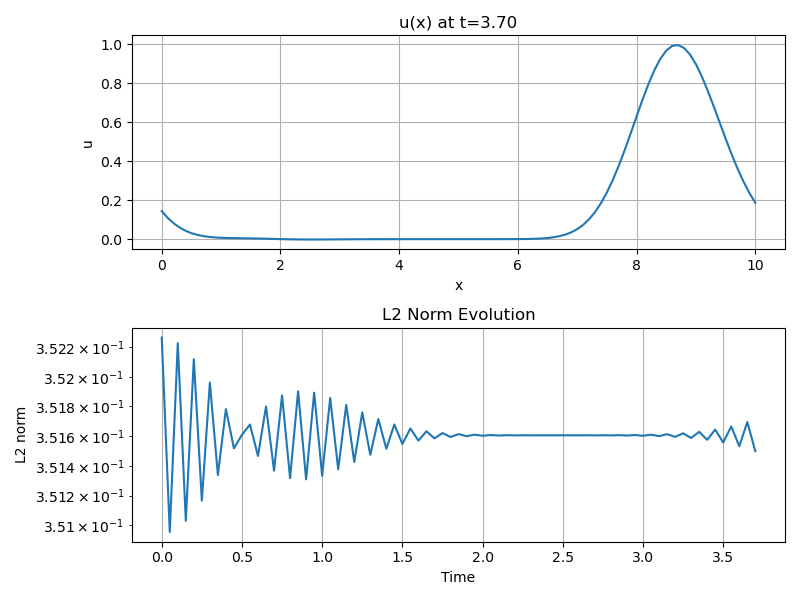 u(x) at t=3.70
1.0
0.8
0.6
0.4
0.2
0.0
u
0 2 4 6 8 10
x
L2 Norm Evolution
3.522 × 10⁻¹
3.52 × 10⁻¹
3.518 × 10⁻¹
3.516 × 10⁻¹
3.514 × 10⁻¹
3.512 × 10⁻¹
3.51 × 10⁻¹
L2 norm
0.0 0.5 1.0 1.5 2.0 2.5 3.0 3.5
Time